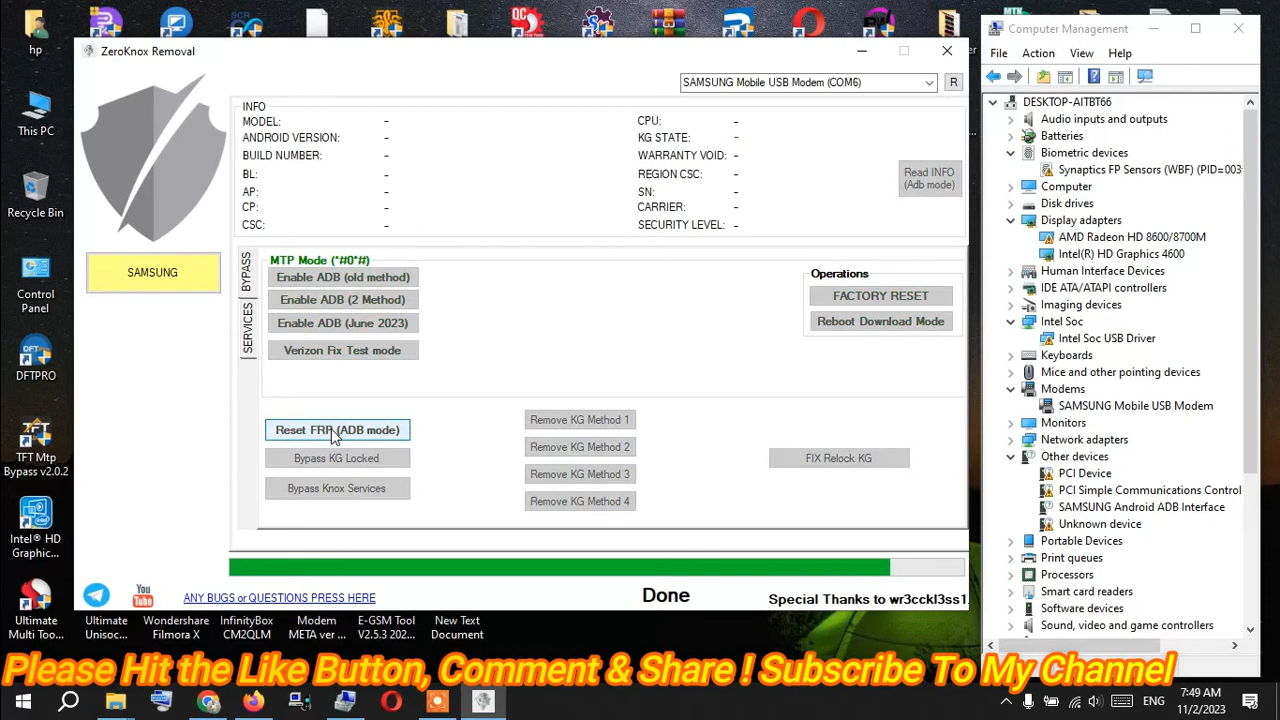 ZeroKnox Removal
SAMSUNG Mobile USB Modem (COM6)
R
INFO
MODEL: -
ANDROID VERSION: -
BUILD NUMBER: -
BL: -
AP: -
CP: -
CSC: -
CPU: -
KG STATE: -
WARRANTY VOID: -
REGION CSC: -
SN: -
CARRIER: -
SECURITY LEVEL: -
Read INFO
(Adb mode)
SAMSUNG
BYPASS
SERVICES
MTP Mode (*#0*#)
Enable ADB (old method)
Enable ADB (2 Method)
Enable ADB (June 2023)
Verizon Fix Test mode
Operations
FACTORY RESET
Reboot Download Mode
Reset FRP (ADB mode)
Bypass KG Locked
Bypass Knox Services
Remove KG Method 1
Remove KG Method 2
Remove KG Method 3
Remove KG Method 4
FIX Relock KG
You
Tube
ANY BUGS or QUESTIONS PRESS HERE
Done
Special Thanks to wr3cckl3ss1
Computer Management
File Action View Help
DESKTOP-AITBT66
Audio inputs and outputs
Batteries
Biometric devices
Synaptics FP Sensors (WBF) (PID=003
Computer
Disk drives
Display adapters
AMD Radeon HD 8600/8700M
Intel(R) HD Graphics 4600
Human Interface Devices
IDE ATA/ATAPI controllers
Imaging devices
Intel Soc
Intel Soc USB Driver
Keyboards
Mice and other pointing devices
Modems
SAMSUNG Mobile USB Modem
Monitors
Network adapters
Other devices
PCI Device
PCI Simple Communications Control
SAMSUNG Android ADB Interface
Unknown device
Portable Devices
Print queues
Processors
Smart card readers
Software devices
Sound, video and game controllers
hp
This PC
Recycle Bin
Control
Panel
DFTPRO
TFT Mtp
Bypass v2.0.2
Intel® HD
Graphic...
Ultimate
Multi Too...
Ultimate
Unisoc...
Wondershare
Filmora X
InfinityBox
CM2QLM
Modem
META ver ...
E-GSM Tool
V2.5.3 202...
New Text
Document
Please Hit the Like Button, Comment & Share ! Subscribe To My Channel
ENG
7:49 AM
11/2/2023